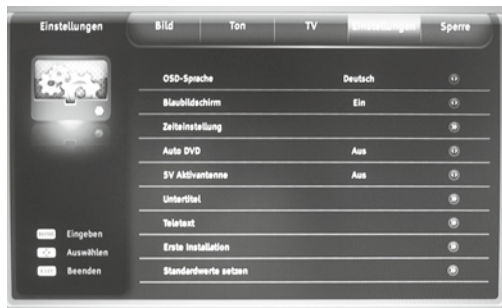 Einstellungen
Bild Ton TV Einstellungen Sperre
OSD-Sprache Deutsch
Blaubildschirm Ein
Zeiteinstellung
Auto DVD Aus
5V Aktivantenne Aus
Untertitel
Teletext
Erste Installation
Standardwerte setzen
Eingeben
Auswählen
EXIT Beenden